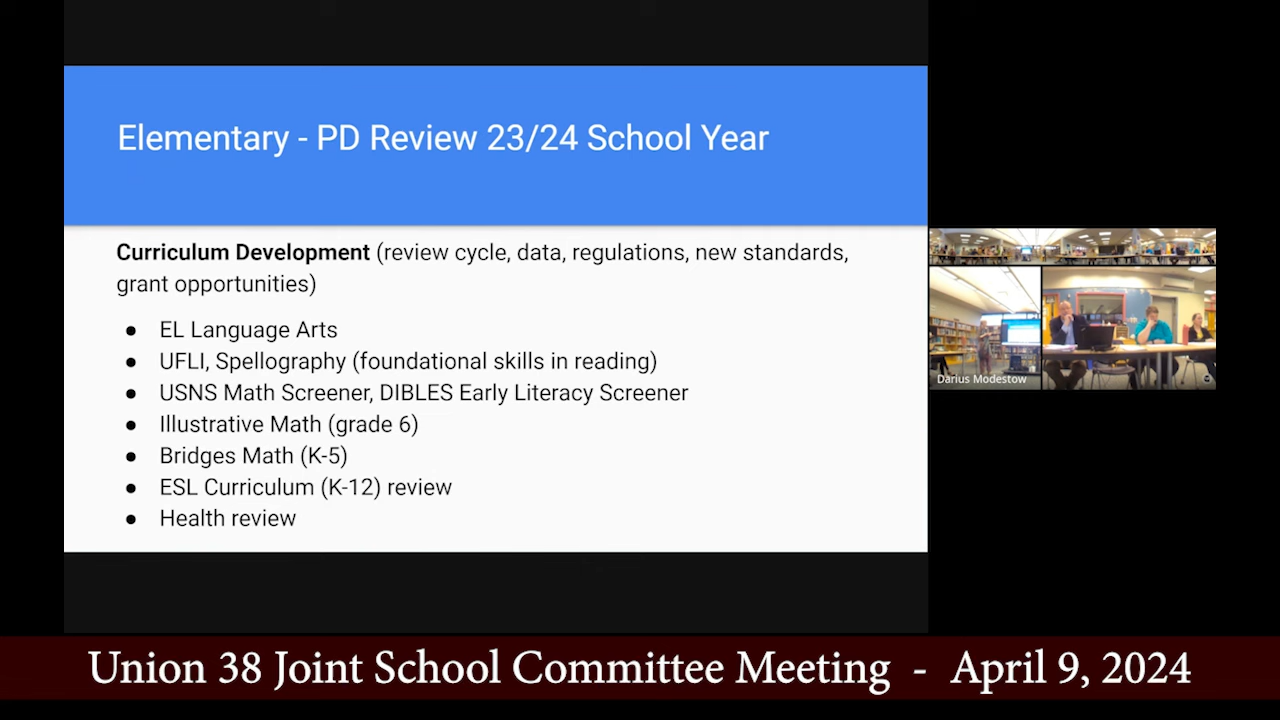 Elementary - PD Review 23/24 School Year
Curriculum Development (review cycle, data, regulations, new standards,
grant opportunities)
● EL Language Arts
● UFLI, Spellography (foundational skills in reading)
● USNS Math Screener, DIBLES Early Literacy Screener
● Illustrative Math (grade 6)
● Bridges Math (K-5)
● ESL Curriculum (K-12) review
● Health review
Darius Modestow
Union 38 Joint School Committee Meeting - April 9, 2024